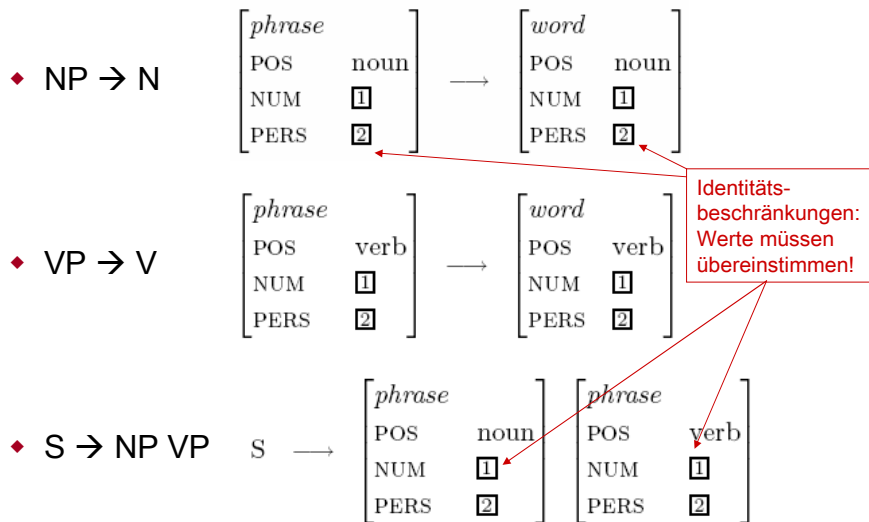 NP → N
phrase
POS noun
NUM 1
PERS 2
→
word
POS noun
NUM 1
PERS 2
Identitäts-
beschränkungen:
Werte müssen
übereinstimmen!
VP → V
phrase
POS verb
NUM 1
PERS 2
→
word
POS verb
NUM 1
PERS 2
S → NP VP
S →
phrase
POS noun
NUM 1
PERS 2
phrase
POS verb
NUM 1
PERS 2